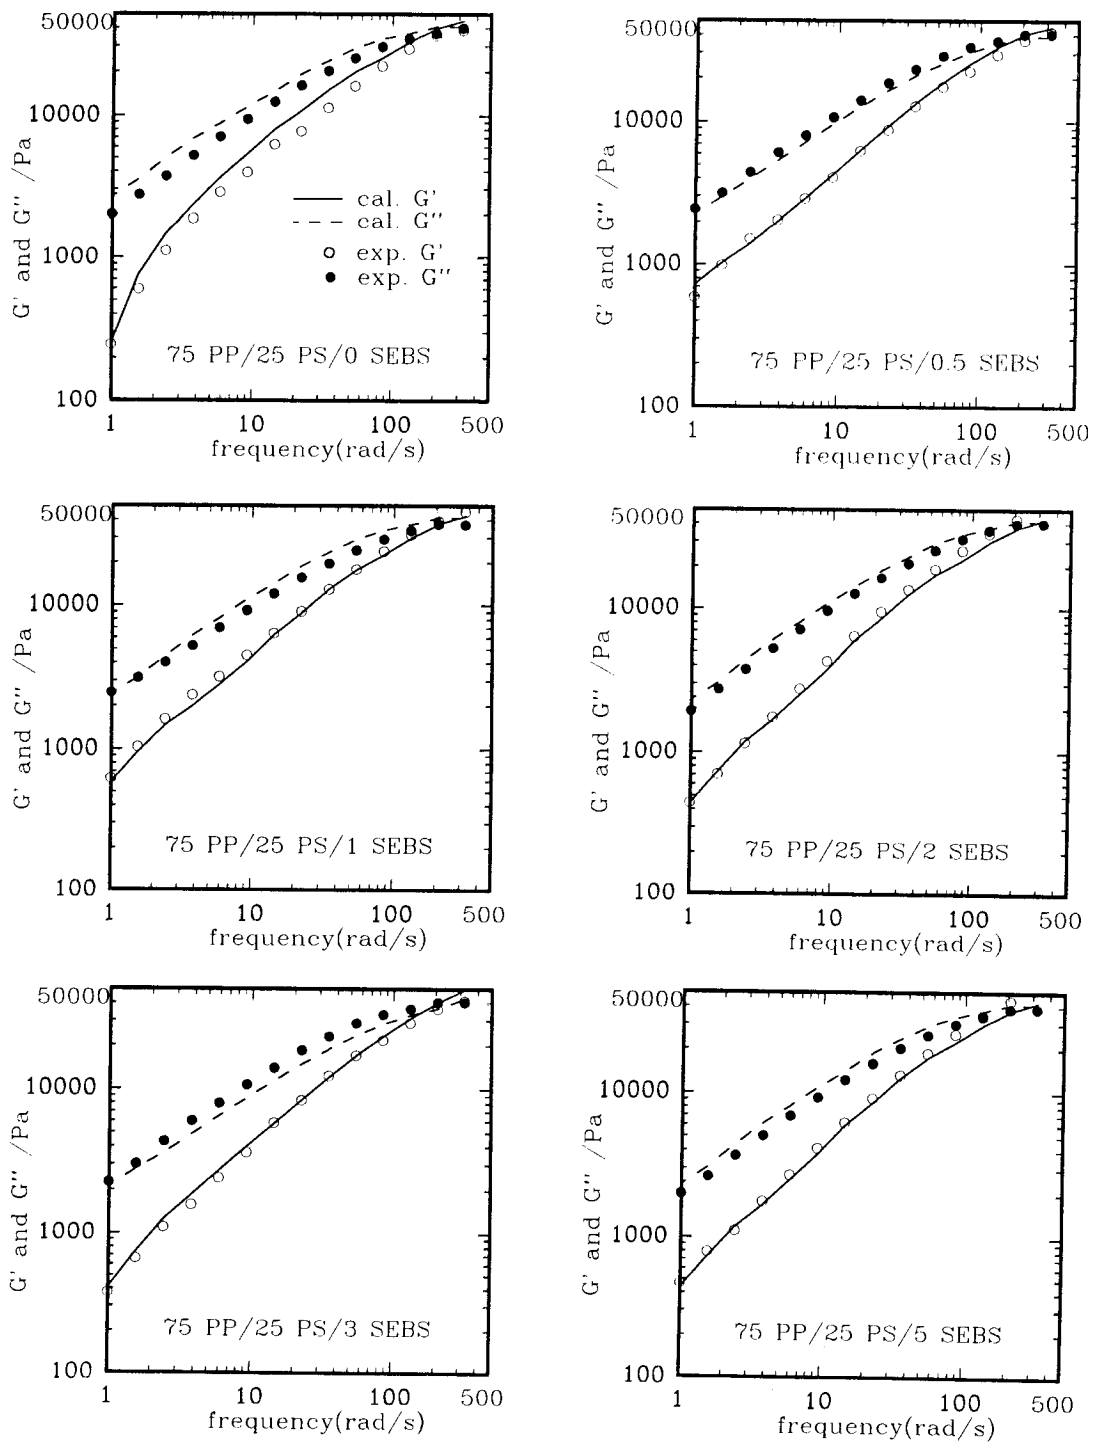 50000
10000
1000
100
G' and G'' /Pa
cal. G'
cal. G''
exp. G'
exp. G''
75 PP/25 PS/0 SEBS
1 10 100 500
frequency(rad/s)
50000
10000
1000
100
G' and G'' /Pa
75 PP/25 PS/0.5 SEBS
1 10 100 500
frequency(rad/s)
50000
10000
1000
100
G' and G'' /Pa
75 PP/25 PS/1 SEBS
1 10 100 500
frequency(rad/s)
50000
10000
1000
100
G' and G'' /Pa
75 PP/25 PS/2 SEBS
1 10 100 500
frequency(rad/s)
50000
10000
1000
100
G' and G'' /Pa
75 PP/25 PS/3 SEBS
1 10 100 500
frequency(rad/s)
50000
10000
1000
100
G' and G'' /Pa
75 PP/25 PS/5 SEBS
1 10 100 500
frequency(rad/s)